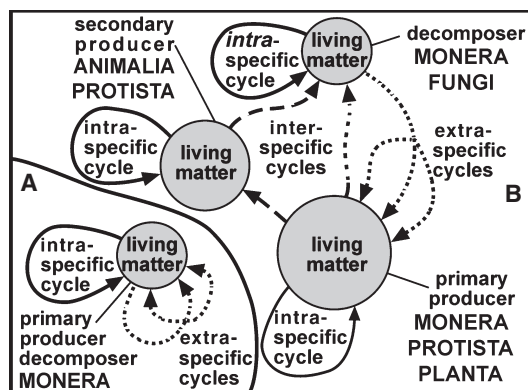 secondary
producer
ANIMALIA
PROTISTA
intra-
specific
cycle
living
matter
decomposer
MONERA
FUNGI
intra-
specific
cycle
living
matter
inter-
specific
cycles
extra-
specific
cycles
A
B
living
matter
intra-
specific
cycle
primary
producer
decomposer
MONERA
extra-
specific
cycles
living
matter
intra-
specific
cycle
primary
producer
MONERA
PROTISTA
PLANTA